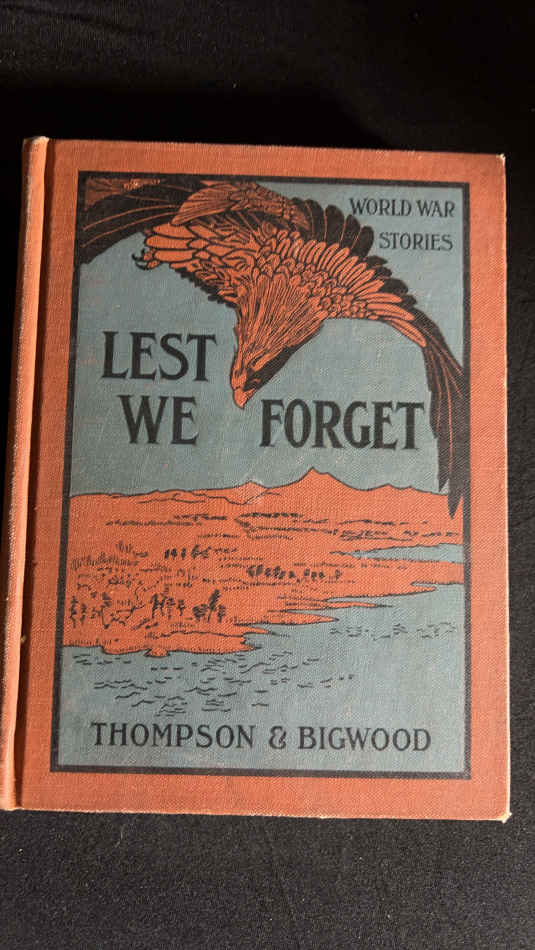 WORLD WAR
STORIES
LEST
WE FORGET
THOMPSON & BIGWOOD